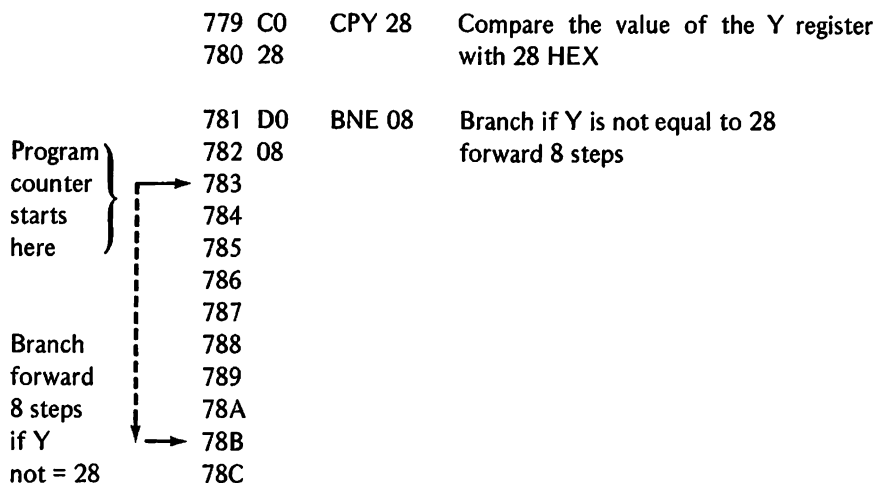 779 C0 CPY 28 Compare the value of the Y register
780 28 with 28 HEX
781 D0 BNE 08 Branch if Y is not equal to 28
782 08 forward 8 steps
Program
counter
starts
here
783
784
785
786
787
788
789
78A
78B
78C
Branch
forward
8 steps
if Y
not = 28